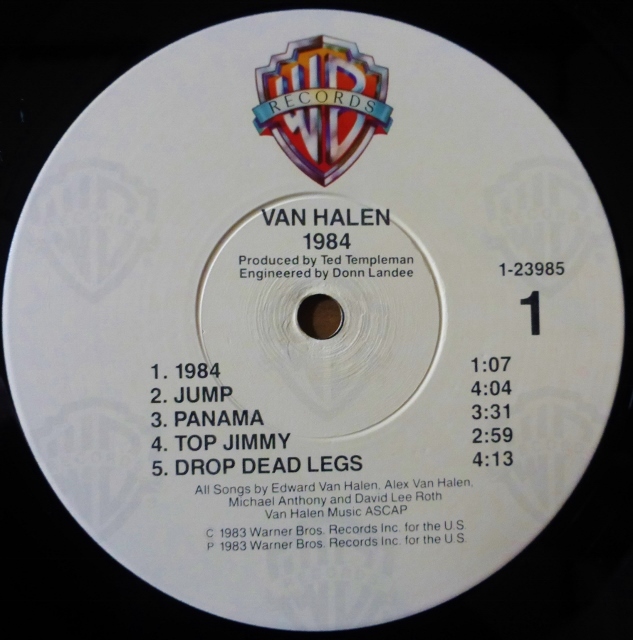 WB
RECORDS
VAN HALEN
1984
Produced by Ted Templeman
Engineered by Donn Landee
1-23985
1
1. 1984 1:07
2. JUMP 4:04
3. PANAMA 3:31
4. TOP JIMMY 2:59
5. DROP DEAD LEGS 4:13
All Songs by Edward Van Halen, Alex Van Halen,
Michael Anthony and David Lee Roth
Van Halen Music ASCAP
C 1983 Warner Bros. Records Inc. for the U.S.
P 1983 Warner Bros. Records Inc. for the U.S.